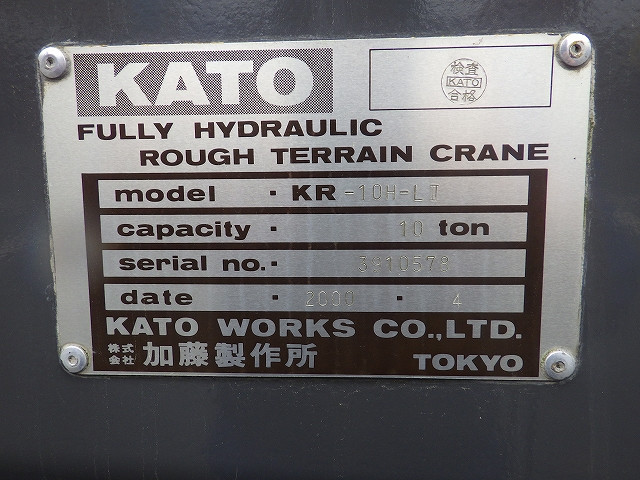 KATO
検査
KATO
合格
FULLY HYDRAULIC
ROUGH TERRAIN CRANE
model · KR-10H-LⅡ
capacity · 10 ton
serial no. · 3910578
date · 2000 · 4
KATO WORKS CO.,LTD.
株式会社 加藤製作所 TOKYO